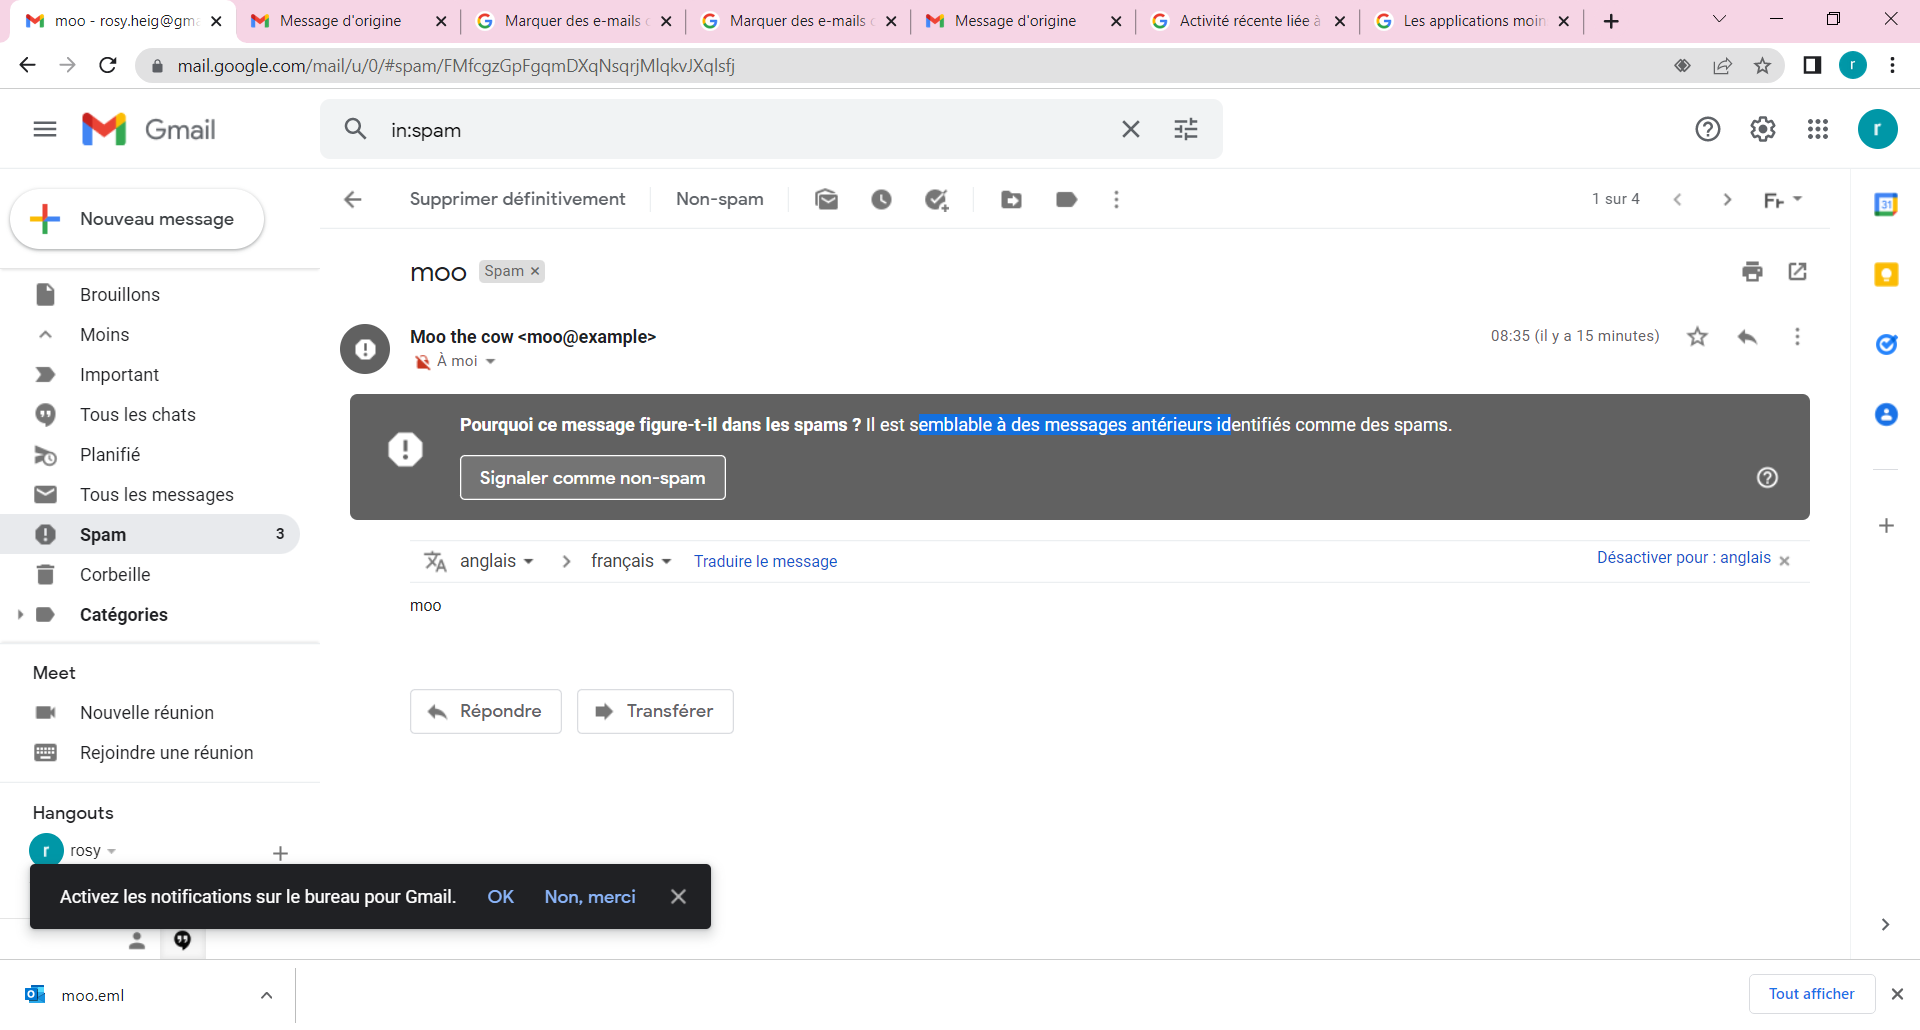 moo - rosy.heig@gma
Message d'origine
Marquer des e-mails c
Marquer des e-mails c
Message d'origine
Activité récente liée à
Les applications moin
mail.google.com/mail/u/0/#spam/FMfcgzGpFgqmDXqNsqrjMlqkvJXqlsfj
r
Gmail
in:spam
r
Nouveau message
Supprimer définitivement
Non-spam
1 sur 4
Brouillons
Moins
Important
Tous les chats
Planifié
Tous les messages
Spam 3
Corbeille
Catégories
Meet
Nouvelle réunion
Rejoindre une réunion
Hangouts
r rosy
moo
Spam
Moo the cow <moo@example>
08:35 (il y a 15 minutes)
À moi
Pourquoi ce message figure-t-il dans les spams ? Il est semblable à des messages antérieurs identifiés comme des spams.
Signaler comme non-spam
anglais
français
Traduire le message
Désactiver pour : anglais
moo
Répondre
Transférer
31
Activez les notifications sur le bureau pour Gmail.
OK
Non, merci
moo.eml
Tout afficher